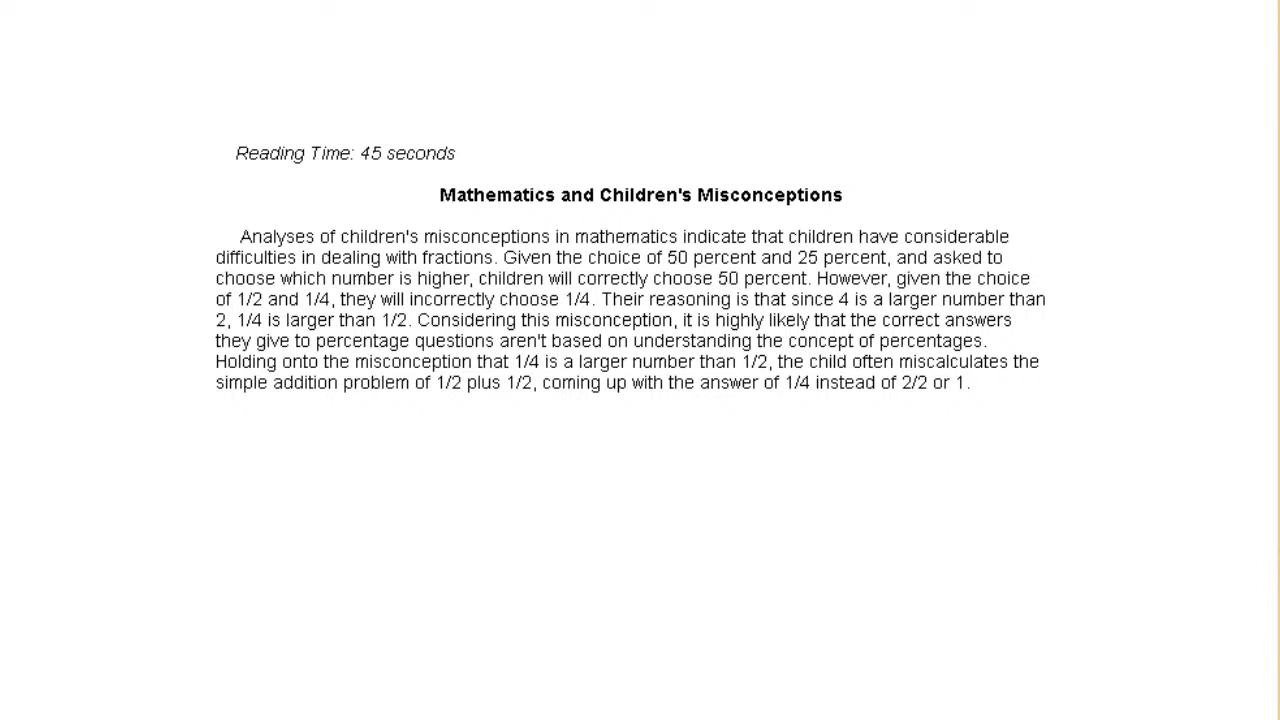 Reading Time: 45 seconds
Mathematics and Children's Misconceptions
Analyses of children's misconceptions in mathematics indicate that children have considerable
difficulties in dealing with fractions. Given the choice of 50 percent and 25 percent, and asked to
choose which number is higher, children will correctly choose 50 percent. However, given the choice
of 1/2 and 1/4, they will incorrectly choose 1/4. Their reasoning is that since 4 is a larger number than
2, 1/4 is larger than 1/2. Considering this misconception, it is highly likely that the correct answers
they give to percentage questions aren't based on understanding the concept of percentages.
Holding onto the misconception that 1/4 is a larger number than 1/2, the child often miscalculates the
simple addition problem of 1/2 plus 1/2, coming up with the answer of 1/4 instead of 2/2 or 1.